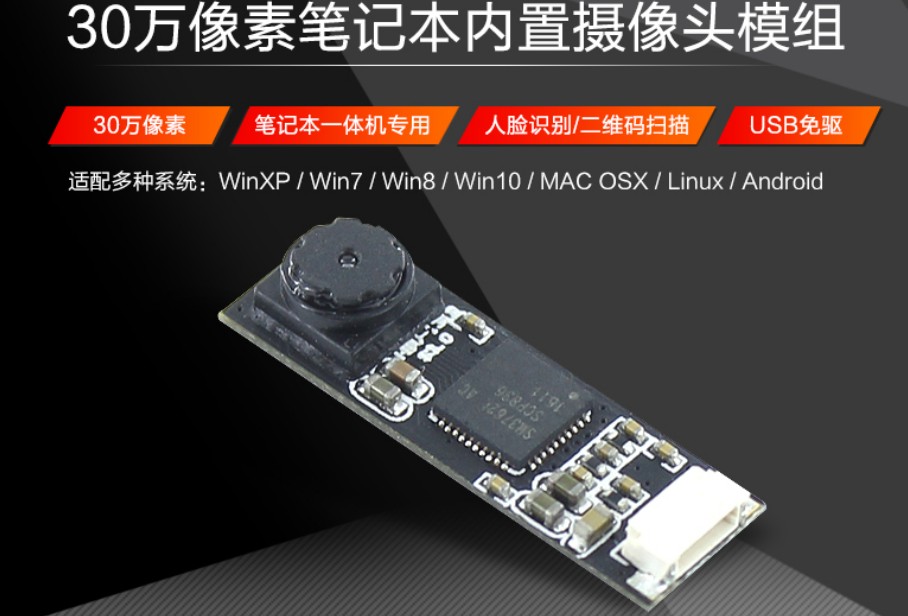 30万像素笔记本内置摄像头模组
30万像素
笔记本一体机专用
人脸识别/二维码扫描
USB免驱
适配多种系统：WinXP / Win7 / Win8 / Win10 / MAC OSX / Linux / Android